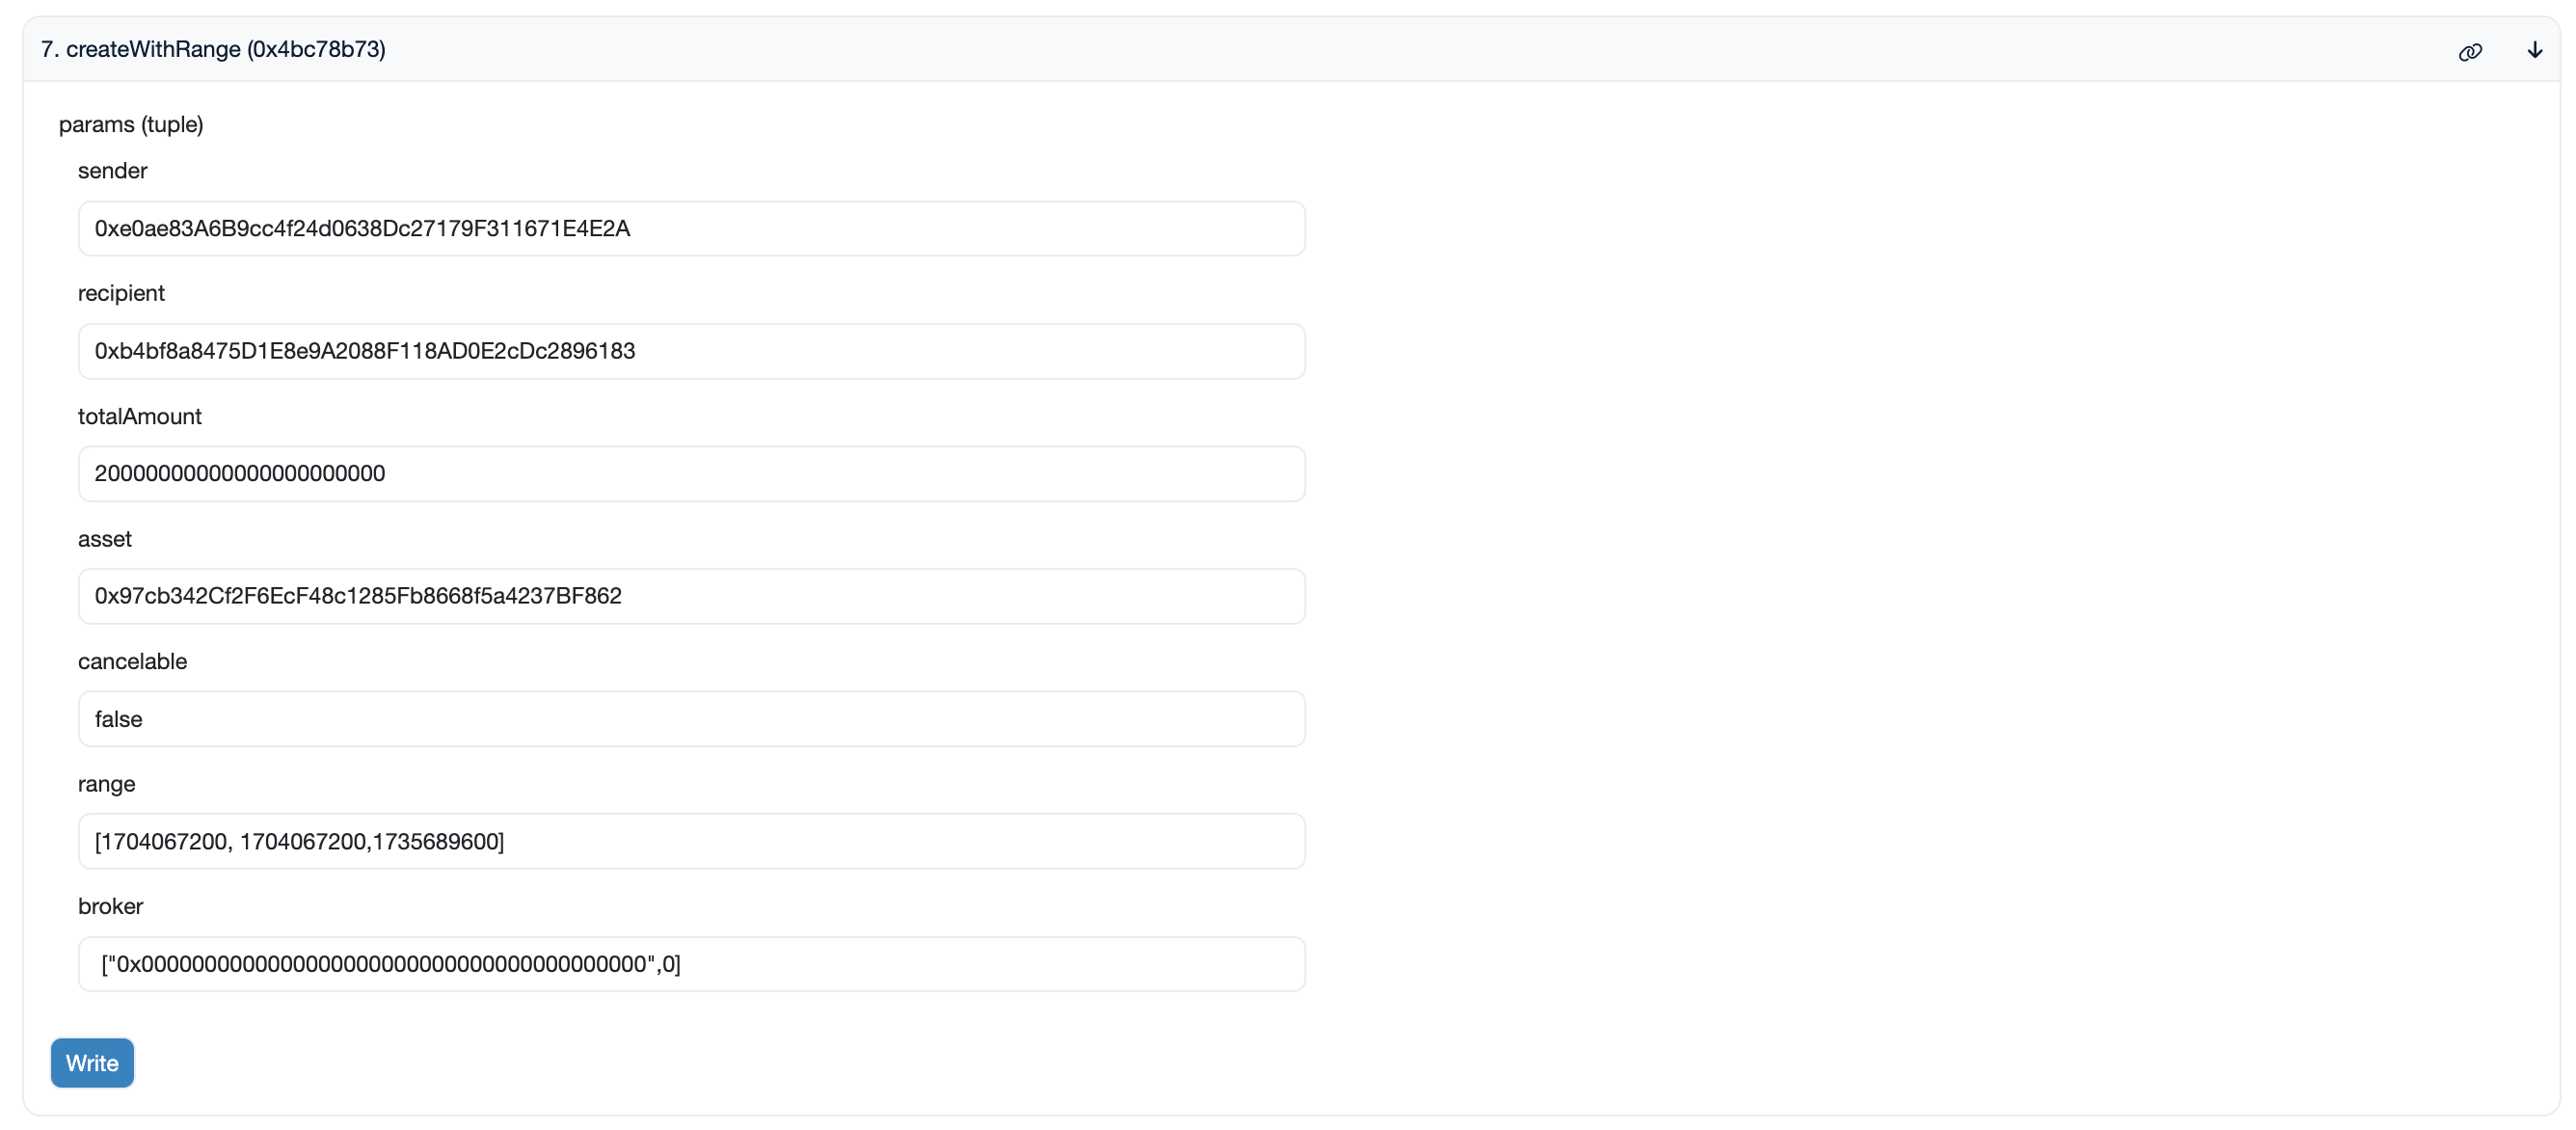 7. createWithRange (0x4bc78b73)
params (tuple)
sender
0xe0ae83A6B9cc4f24d0638Dc27179F311671E4E2A
recipient
0xb4bf8a8475D1E8e9A2088F118AD0E2cDc2896183
totalAmount
20000000000000000000000
asset
0x97cb342Cf2F6EcF48c1285Fb8668f5a4237BF862
cancelable
false
range
[1704067200, 1704067200,1735689600]
broker
["0x0000000000000000000000000000000000000000",0]
Write